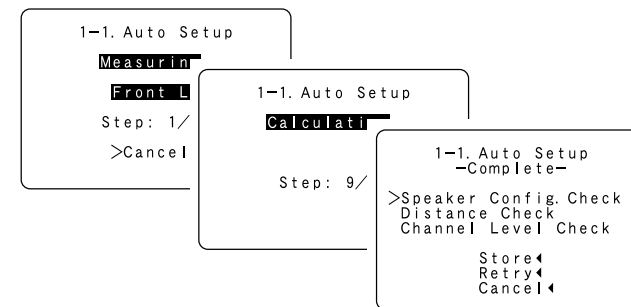 1-1. Auto Setup
Measurin
Front L
Step: 1/
>Cancel
1-1. Auto Setup
Calculati
Step: 9/
1-1. Auto Setup
-Complete-
>Speaker Config. Check
Distance Check
Channel Level Check
Store◀
Retry◀
Cancel◀